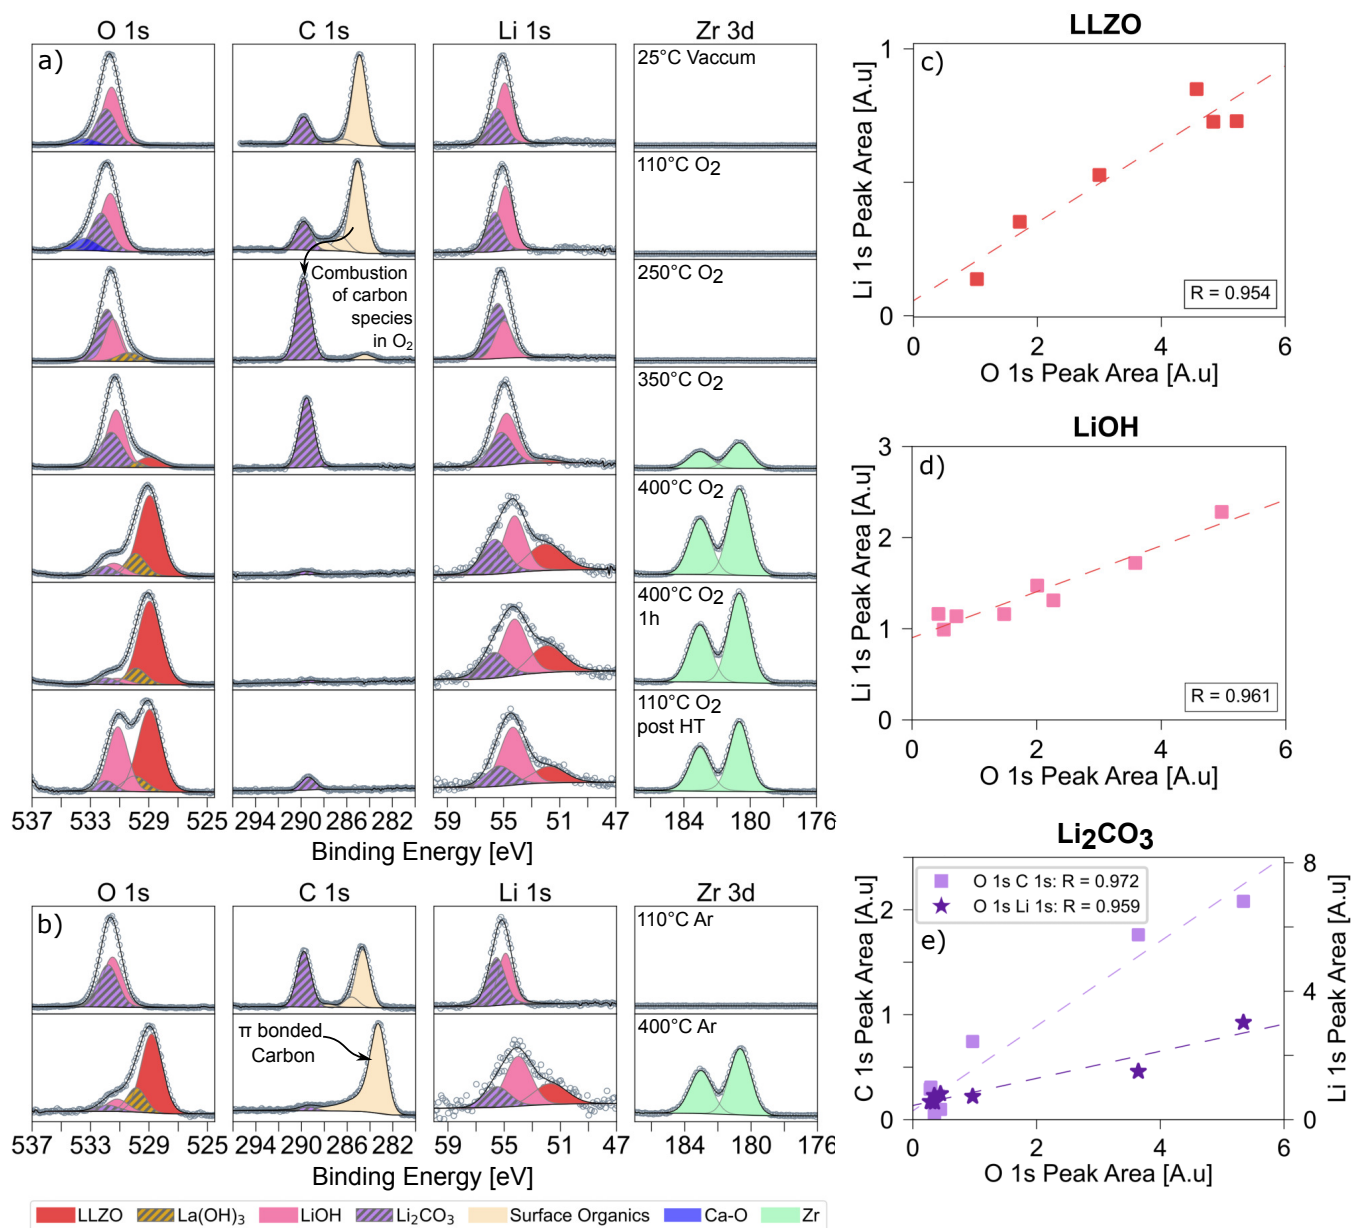 O 1s C 1s Li 1s Zr 3d
a)
25°C Vaccum
110°C O2
Combustion
of carbon
species
in O2
250°C O2
350°C O2
400°C O2
400°C O2
1h
110°C O2
post HT
537 533 529 525 294 290 286 282 59 55 51 47 184 180 176
Binding Energy [eV]
O 1s C 1s Li 1s Zr 3d
b)
110°C Ar
π bonded
Carbon
400°C Ar
537 533 529 525 294 290 286 282 59 55 51 47 184 180 176
Binding Energy [eV]
LLZO La(OH)3 LiOH Li2CO3 Surface Organics Ca-O Zr
LLZO
c)
1
0
Li 1s Peak Area [A.u]
R = 0.954
0 2 4 6
O 1s Peak Area [A.u]
LiOH
d)
3
2
1
0
Li 1s Peak Area [A.u]
R = 0.961
0 2 4 6
O 1s Peak Area [A.u]
Li2CO3
O 1s C 1s: R = 0.972
O 1s Li 1s: R = 0.959
e)
2
1
0
C 1s Peak Area [A.u]
8
4
0
Li 1s Peak Area [A.u]
0 2 4 6
O 1s Peak Area [A.u]